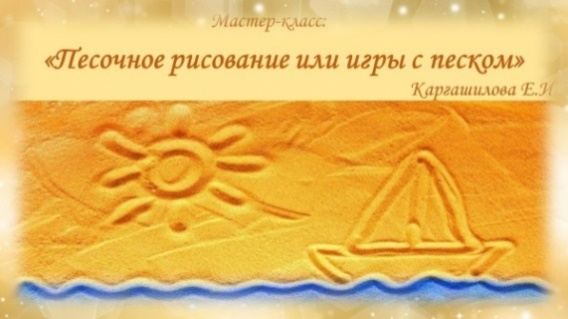 Мастер-класс:
«Песочное рисование или игры с песком»
Каргашилова Е.И